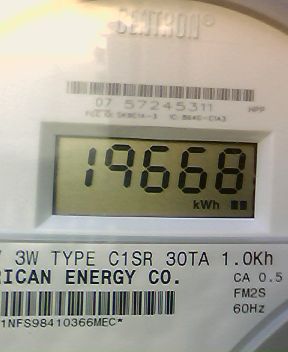 CENTRON®
07 57245311
19668
kWh
3W TYPE C1SR 30TA 1.0Kh
RICAN ENERGY CO.
CA 0.5
FM2S
60Hz
1NFS98410366MEC*